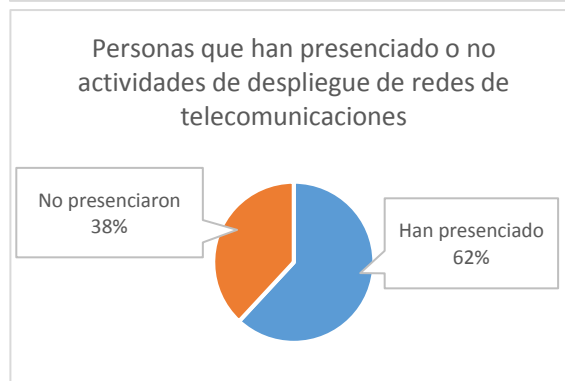 Personas que han presenciado o no
actividades de despliegue de redes de
telecomunicaciones
No presenciaron
38%
Han presenciado
62%